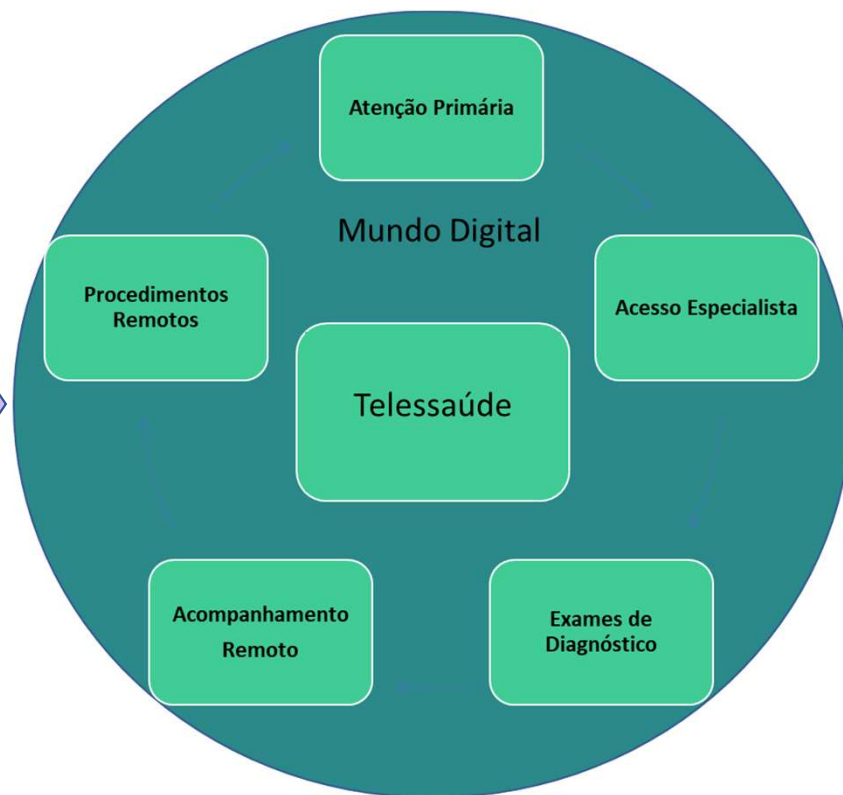 Atenção Primária
Mundo Digital
Procedimentos
Remotos
Acesso Especialista
Telessaúde
Acompanhamento
Remoto
Exames de
Diagnóstico